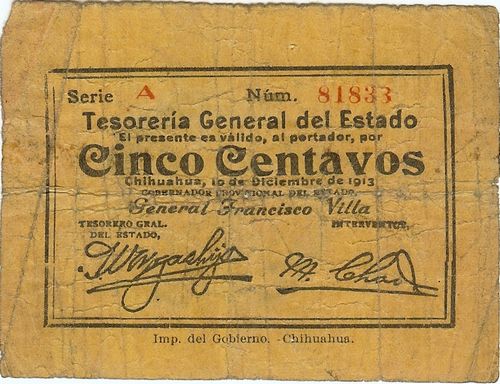 Serie A Núm. 81833
Tesorería General del Estado
El presente es válido, al portador, por
Cinco Centavos
Chihuahua, 10 de Diciembre de 1913
GOBERNADOR PROVISIONAL DEL ESTADO,
General Francisco Villa
TESORERO GRAL. INTERVENTOR,
DEL ESTADO,
Imp. del Gobierno. -Chihuahua.